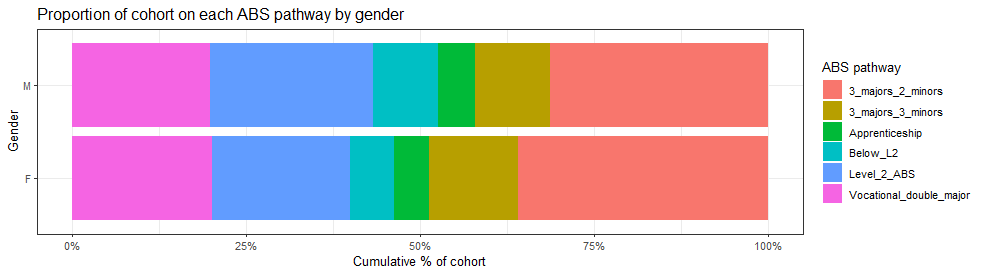 Proportion of cohort on each ABS pathway by gender
Gender
M
F
0%
25%
50%
75%
100%
Cumulative % of cohort
ABS pathway
3_majors_2_minors
3_majors_3_minors
Apprenticeship
Below_L2
Level_2_ABS
Vocational_double_major